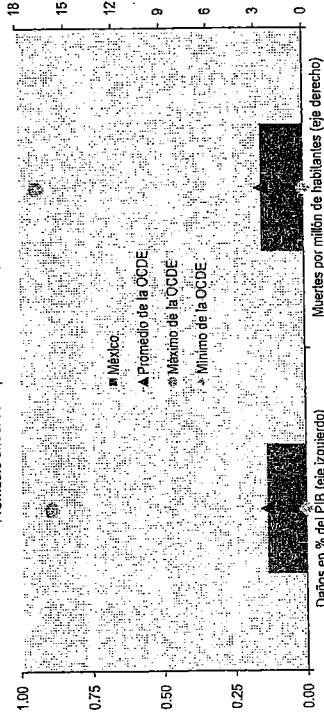 18
15
12
9
6
3
0
México
Promedio de la OCDE
Máximo de la OCDE
Mínimo de la OCDE
1.00
0.75
0.50
0.25
0.00
Daños en % del PIB (eje izquierdo)
Muertes por millón de habitantes (eje derecho)